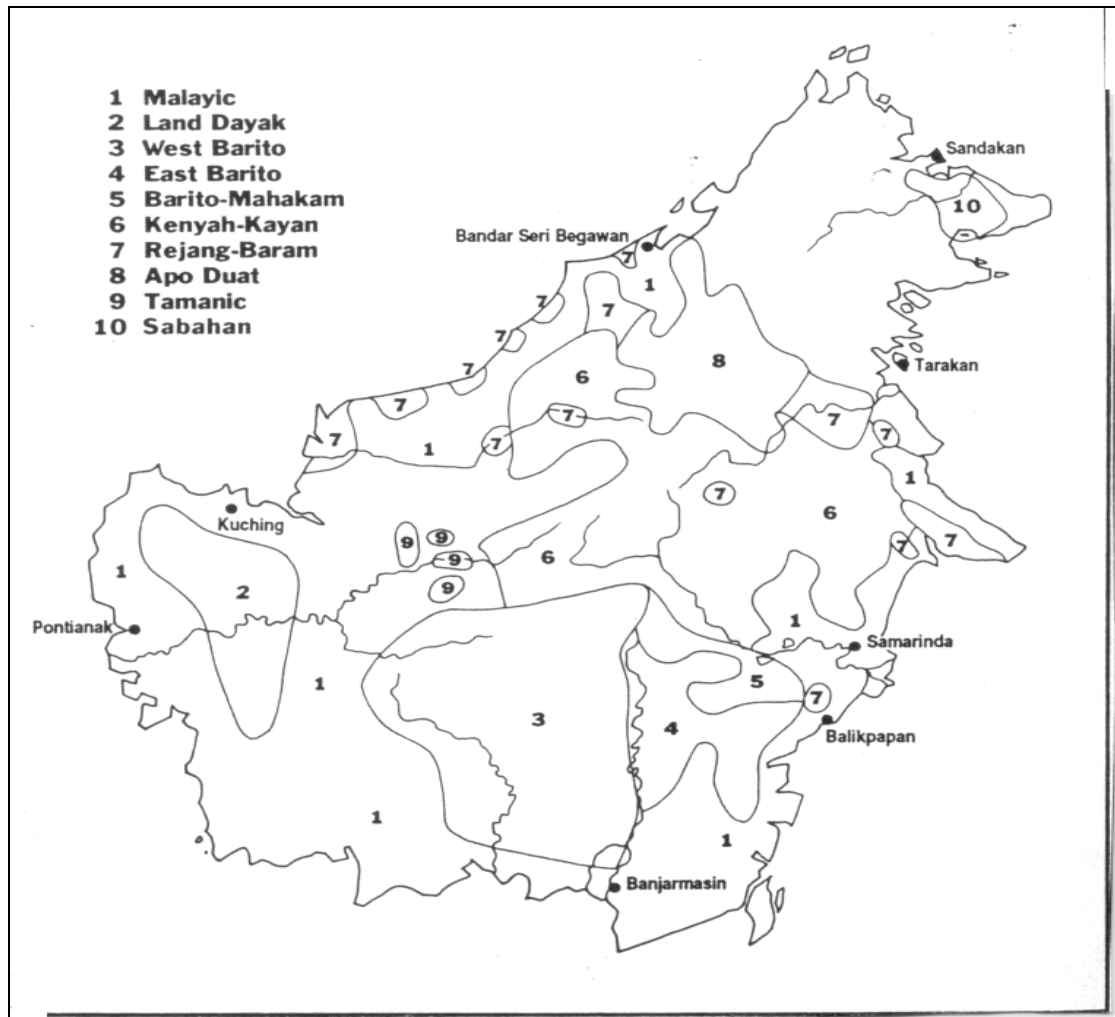 1 Malayic
2 Land Dayak
3 West Barito
4 East Barito
5 Barito-Mahakam
6 Kenyah-Kayan
7 Rejang-Baram
8 Apo Duat
9 Tamanic
10 Sabahan
Sandakan
10
Bandar Seri Begawan
7
1
7
7
7
8
Tarakan
7
6
7
7
7
7
7
1
7
1
7
Kuching
6
9
9
7
7
1
9
6
2
9
1
Pontianak
Samarinda
1
5
7
3
4
Balikpapan
1
1
Banjarmasin